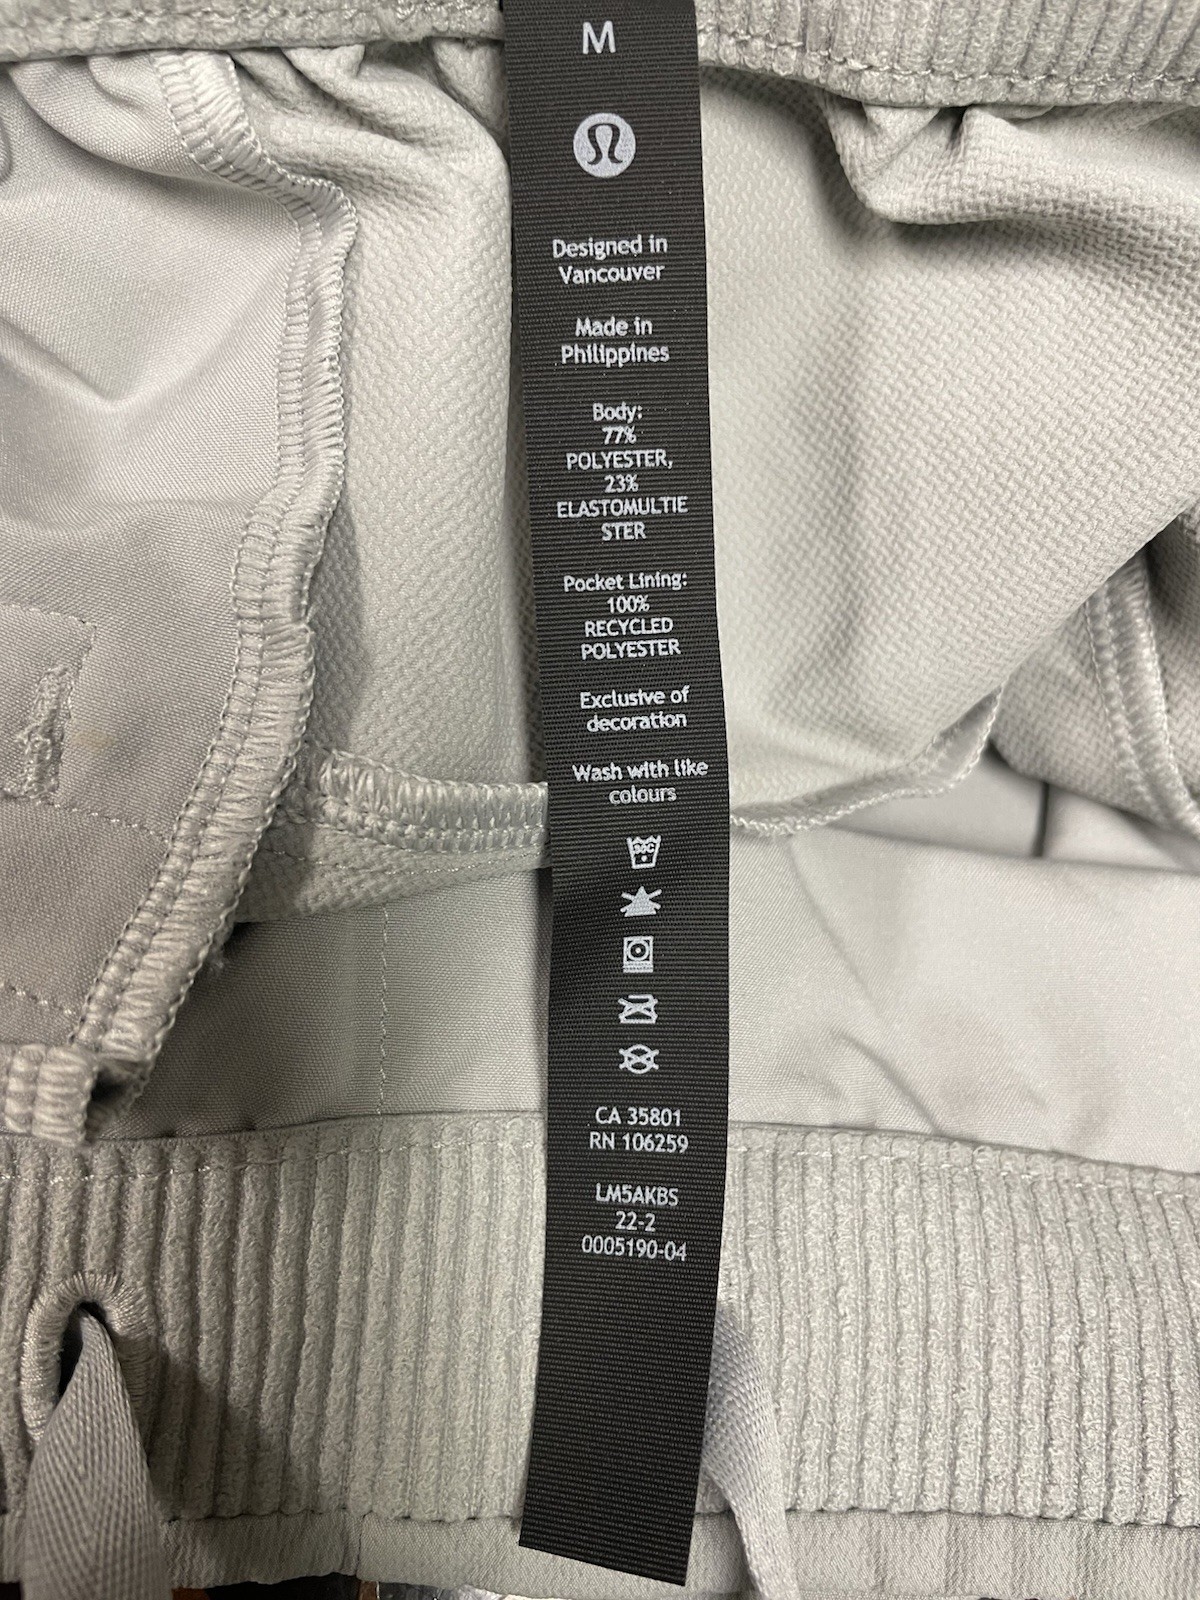 M
Designed in
Vancouver
Made in
Philippines
Body:
77%
POLYESTER,
23%
ELASTOMULTIE
STER
Pocket Lining:
100%
RECYCLED
POLYESTER
Exclusive of
decoration
Wash with like
colours
30C
CA 35801
RN 106259
LM5AKBS
22-2
0005190-04